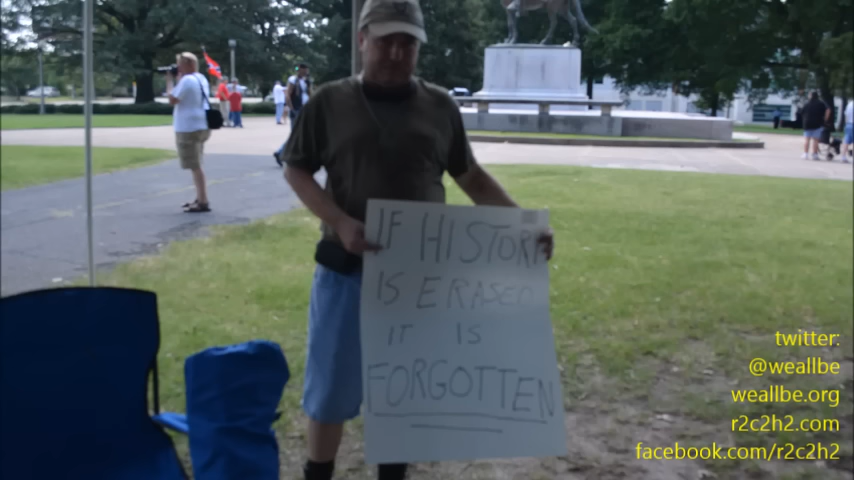 IF HISTORY
IS ERASED
IT IS
FORGOTTEN
twitter:
@weallbe
weallbe.org
r2c2h2.com
facebook.com/r2c2h2